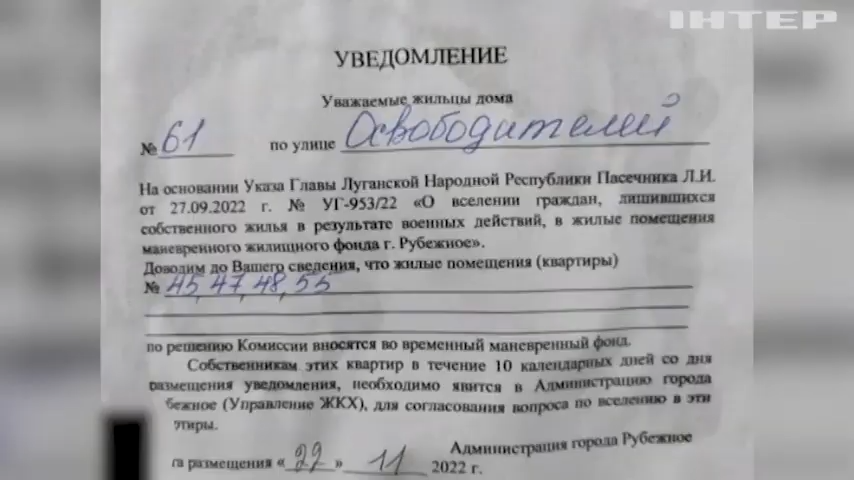 ІНТЕР
УВЕДОМЛЕНИЕ
Уважаемые жильцы дома
№ 61 по улице Освободителей
На основании Указа Главы Луганской Народной Республики Пасечника Л.И.
от 27.09.2022 г. № УГ-953/22 «О вселении граждан, лишившихся
собственного жилья в результате военных действий, в жилые помещения
маневренного жилищного фонда г. Рубежное».
Доводим до Вашего сведения, что жилые помещения (квартиры)
№ 45, 47, 48, 55
по решению Комиссии вносятся во временный маневренный фонд.
Собственникам этих квартир в течение 10 календарных дней со дня
размещения уведомления, необходимо явится в Администрацию города
бежное (Управление ЖКХ), для согласования вопроса по вселению в эти
тиры.
Администрация города Рубежное
та размещения «22» 11 2022 г.